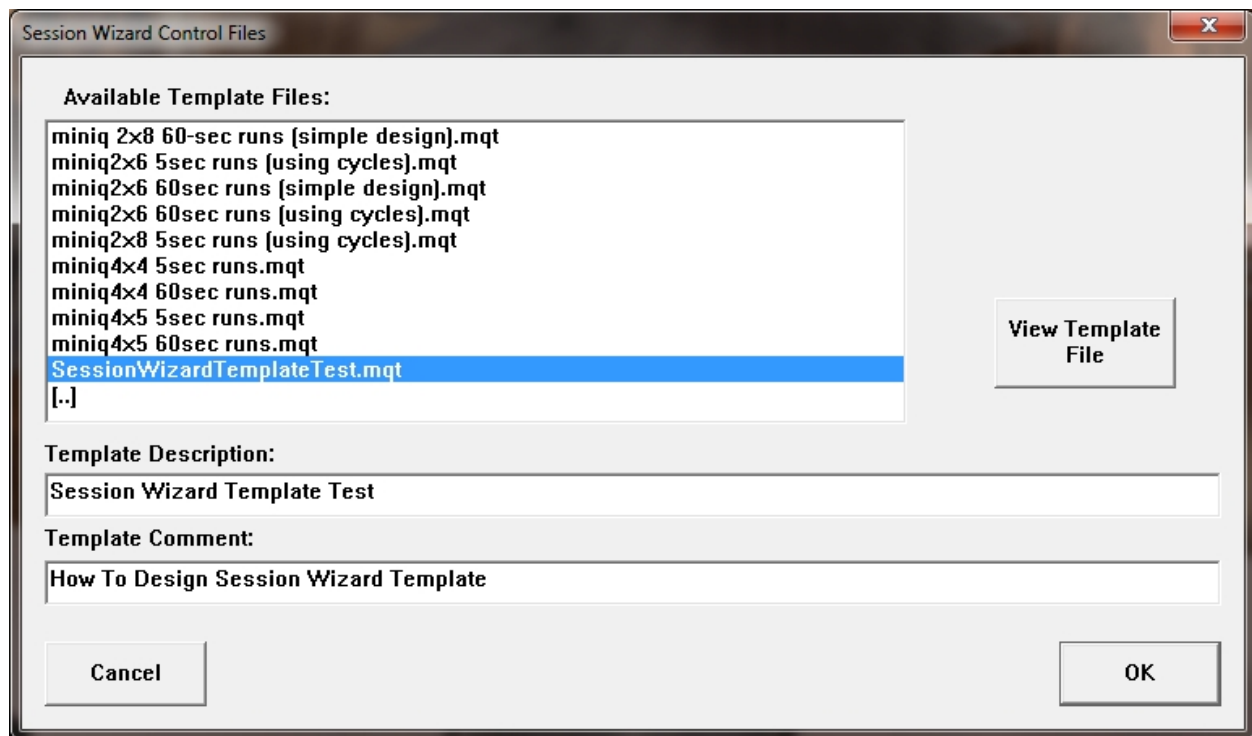 Session Wizard Control Files
Available Template Files:
miniq 2x8 60-sec runs (simple design).mqt
miniq2x6 5sec runs (using cycles).mqt
miniq2x6 60sec runs (simple design).mqt
miniq2x6 60sec runs (using cycles).mqt
miniq2x8 5sec runs (using cycles).mqt
miniq4x4 5sec runs.mqt
miniq4x4 60sec runs.mqt
miniq4x5 5sec runs.mqt
miniq4x5 60sec runs.mqt
SessionWizardTemplateTest.mqt
[..]
View Template
File
Template Description:
Session Wizard Template Test
Template Comment:
How To Design Session Wizard Template
Cancel
OK